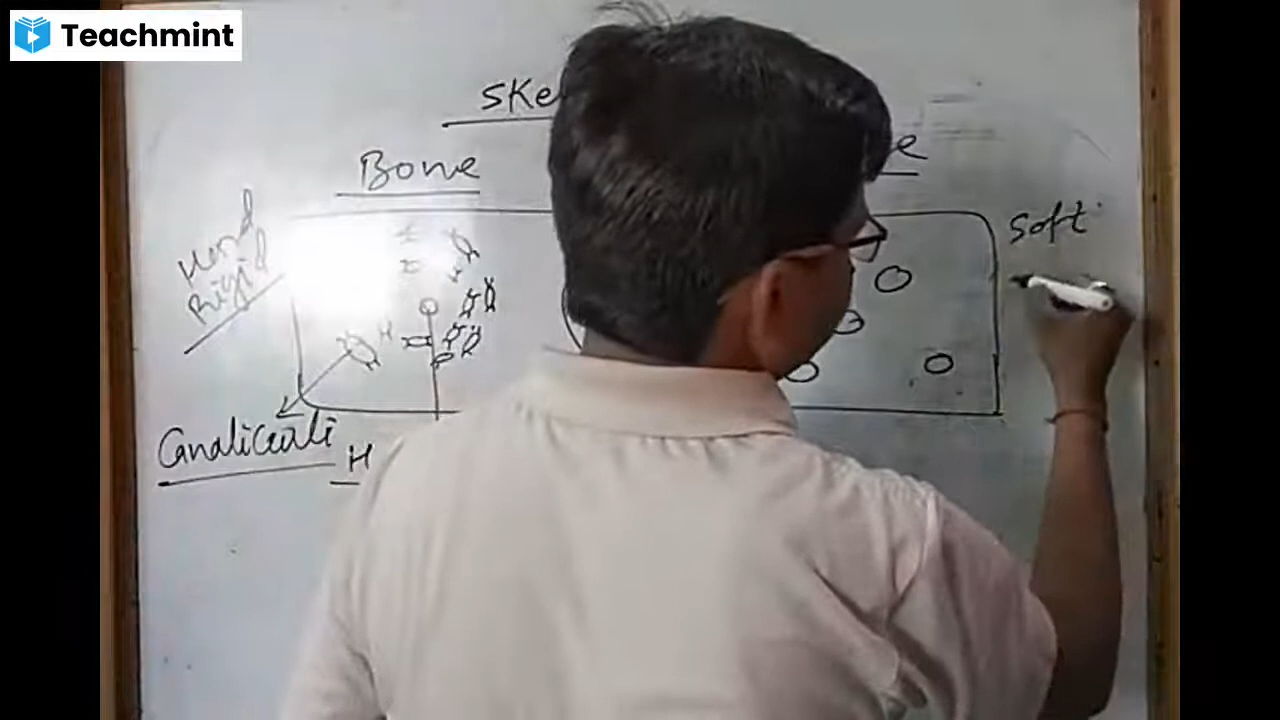 Teachmint
SKe
Bone
e
Hard
Rigid
Soft
H
Canaliculi
H